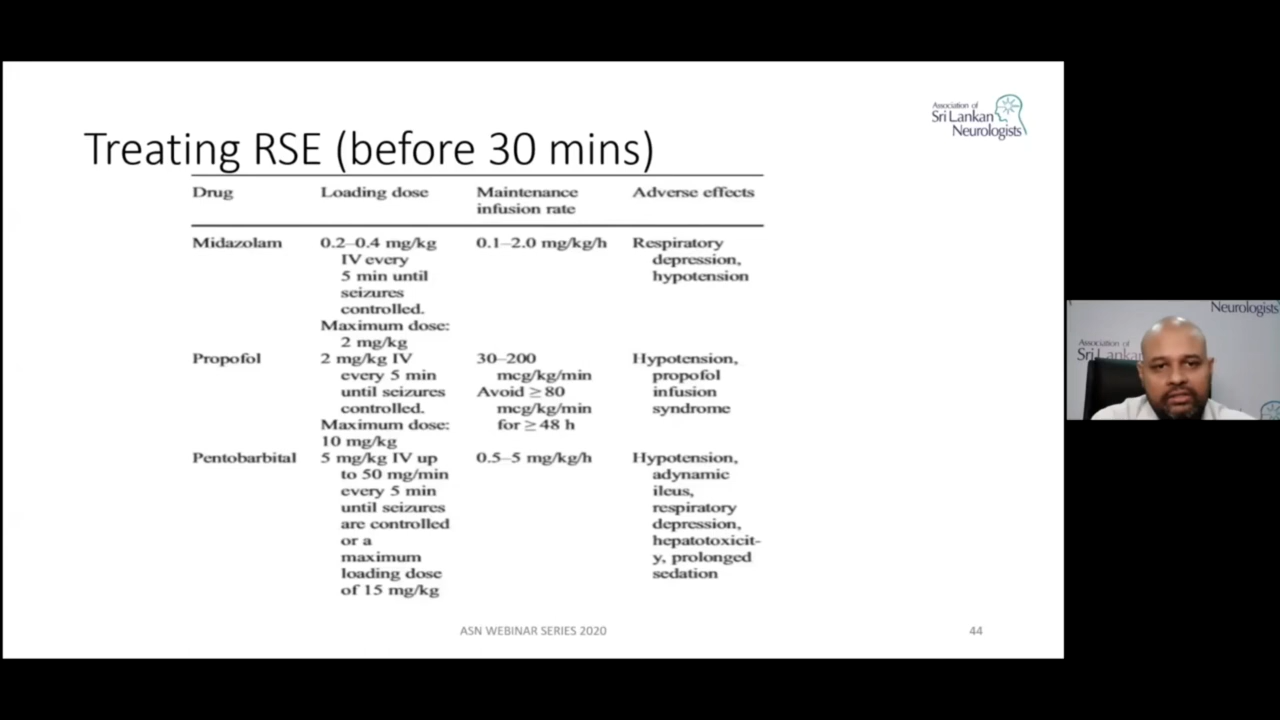 Association of
Sri Lankan
Neurologists
Treating RSE (before 30 mins)
Drug Loading dose Maintenance infusion rate Adverse effects
Midazolam 0.2–0.4 mg/kg IV every 5 min until seizures controlled. Maximum dose: 2 mg/kg 0.1–2.0 mg/kg/h Respiratory depression, hypotension
Propofol 2 mg/kg IV every 5 min until seizures controlled. Maximum dose: 10 mg/kg 30–200 mcg/kg/min Avoid ≥ 80 mcg/kg/min for ≥ 48 h Hypotension, propofol infusion syndrome
Pentobarbital 5 mg/kg IV up to 50 mg/min every 5 min until seizures are controlled or a maximum loading dose of 15 mg/kg 0.5–5 mg/kg/h Hypotension, adynamic ileus, respiratory depression, hepatotoxicit-y, prolonged sedation
ASN WEBINAR SERIES 2020
44
Neurologists
Association of
Sri Lankan